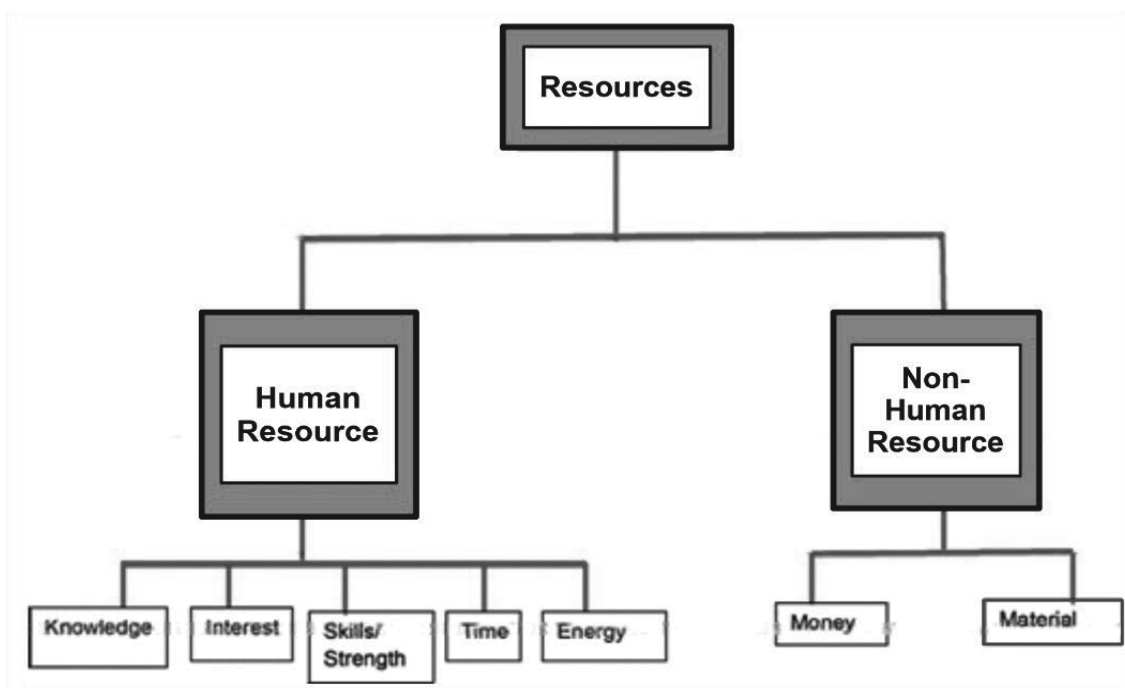 Resources
Human
Resource
Non-
Human
Resource
Knowledge
Interest
Skills/
Strength
Time
Energy
Money
Material